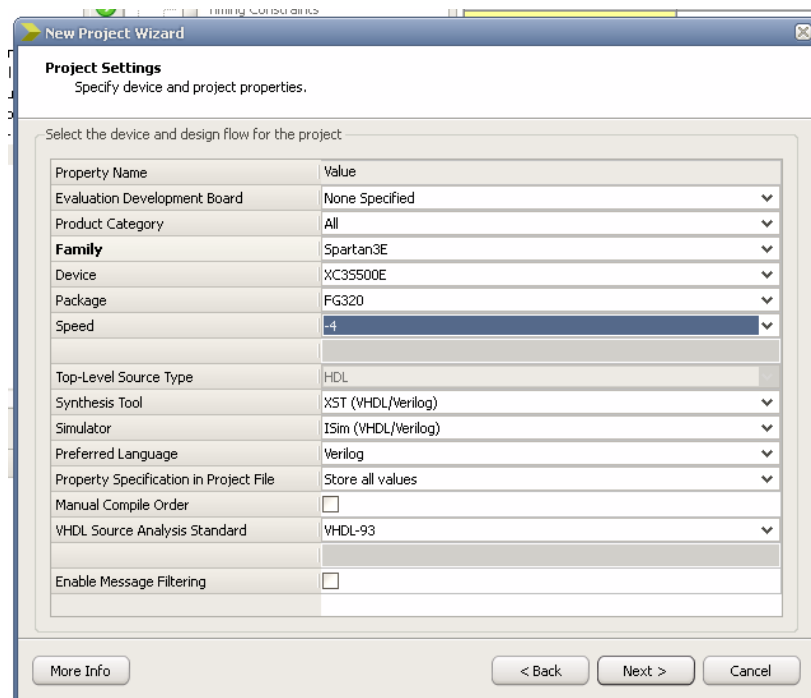 Timing Constraints
New Project Wizard
Project Settings
Specify device and project properties.
Select the device and design flow for the project
Property Name Value
Evaluation Development Board None Specified
Product Category All
Family Spartan3E
Device XC3S500E
Package FG320
Speed -4
Top-Level Source Type HDL
Synthesis Tool XST (VHDL/Verilog)
Simulator ISim (VHDL/Verilog)
Preferred Language Verilog
Property Specification in Project File Store all values
Manual Compile Order
VHDL Source Analysis Standard VHDL-93
Enable Message Filtering
More Info < Back Next > Cancel